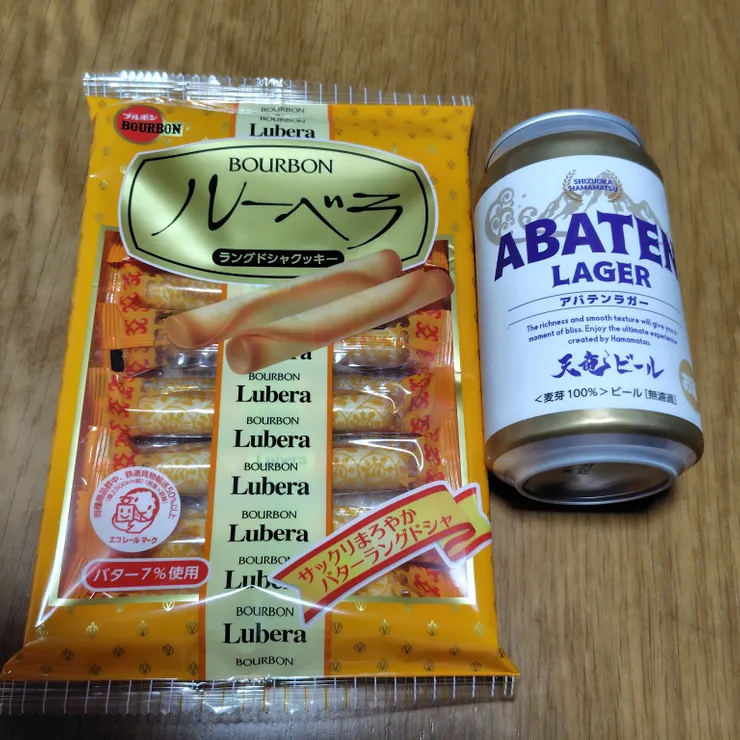 BOURBON
BOURBON
Lubera
ブルボン
BOURBON
BOURBON
ルーベラ
ラングドシャクッキー
BOURBON
Lubera
BOURBON
Lubera
BOURBON
Lubera
BOURBON
Lubera
BOURBON
BOURBON
Lubera
BOURBON
サックリまろやか
バターラングドシャ
エコレールマーク
バター7%使用
SHIZUOKA
HAMAMATSU
ABATEN
LAGER
アバテンラガー
The richness and smooth texture will give you a
moment of bliss. Enjoy the ultimate experience
created by Hamamatsu.
天竜ビール
<麦芽100%>ビール[無濾過]